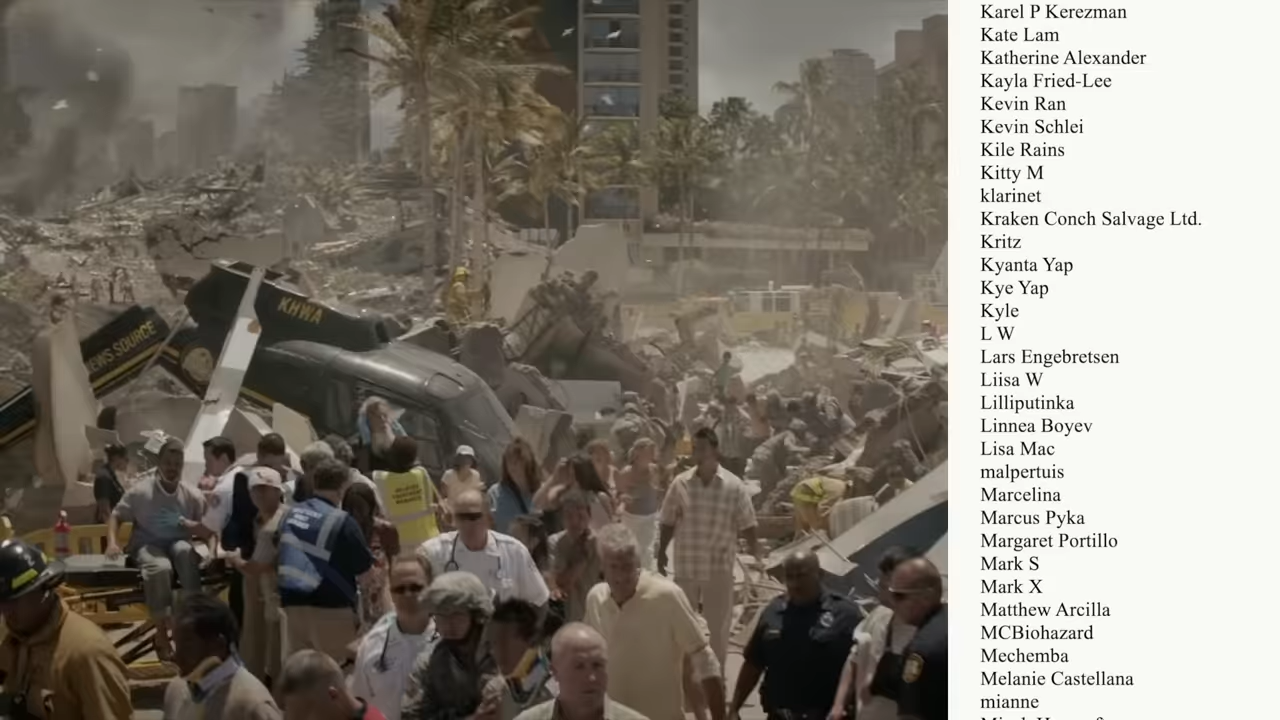 KHWA
NEWS SOURCE
Karel P Kerezman
Kate Lam
Katherine Alexander
Kayla Fried-Lee
Kevin Ran
Kevin Schlei
Kile Rains
Kitty M
klarinet
Kraken Conch Salvage Ltd.
Kritz
Kyanta Yap
Kye Yap
Kyle
L W
Lars Engebretsen
Liisa W
Lilliputinka
Linnea Boyev
Lisa Mac
malpertuis
Marcelina
Marcus Pyka
Margaret Portillo
Mark S
Mark X
Matthew Arcilla
MCBiohazard
Mechemba
Melanie Castellana
mianne